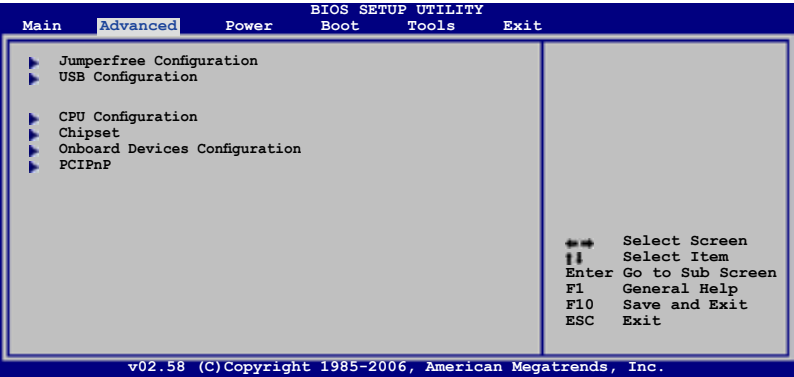 BIOS SETUP UTILITY
Main Advanced Power Boot Tools Exit
Jumperfree Configuration
USB Configuration
CPU Configuration
Chipset
Onboard Devices Configuration
PCIPnP
←→ Select Screen
↑↓ Select Item
Enter Go to Sub Screen
F1 General Help
F10 Save and Exit
ESC Exit
v02.58 (C)Copyright 1985-2006, American Megatrends, Inc.